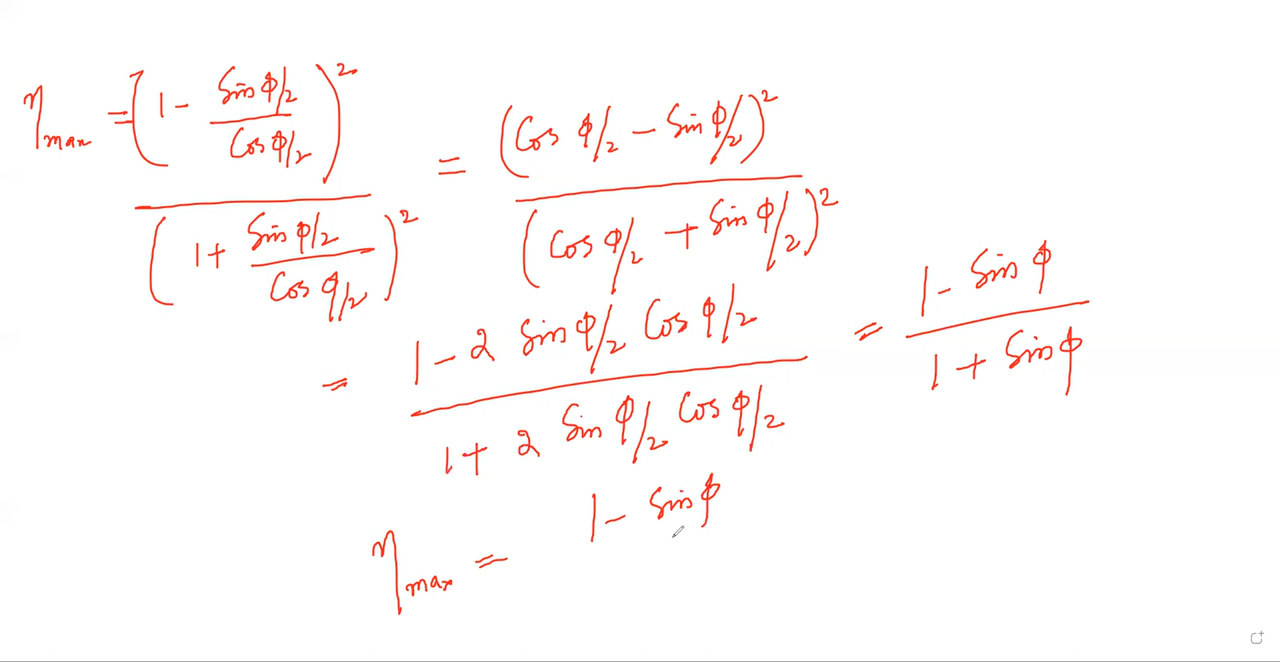 η_max = (1 - Sin φ/2 / Cos φ/2)^2 / (1 + Sin φ/2 / Cos φ/2)^2 = (Cos φ/2 - Sin φ/2)^2 / (Cos φ/2 + Sin φ/2)^2
= 1 - 2 Sin φ/2 Cos φ/2 / 1 + 2 Sin φ/2 Cos φ/2 = 1 - Sin φ / 1 + Sin φ
η_max = 1 - Sin φ